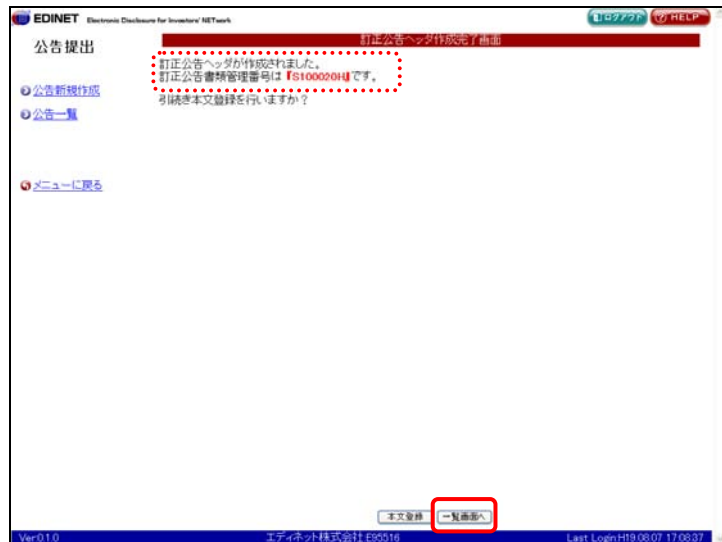 EDINET Electronic Disclosure for Investors' NETwork
ログアウト
HELP
公告提出
訂正公告ヘッダ作成完了画面
訂正公告ヘッダが作成されました。
訂正公告書類管理番号は『S100020H』です。
公告新規作成
引続き本文登録を行いますか？
公告一覧
メニューに戻る
本文登録
一覧画面へ
Ver0.1.0
エディネット株式会社 E95516
Last Login:H19.08.07 17:08:37